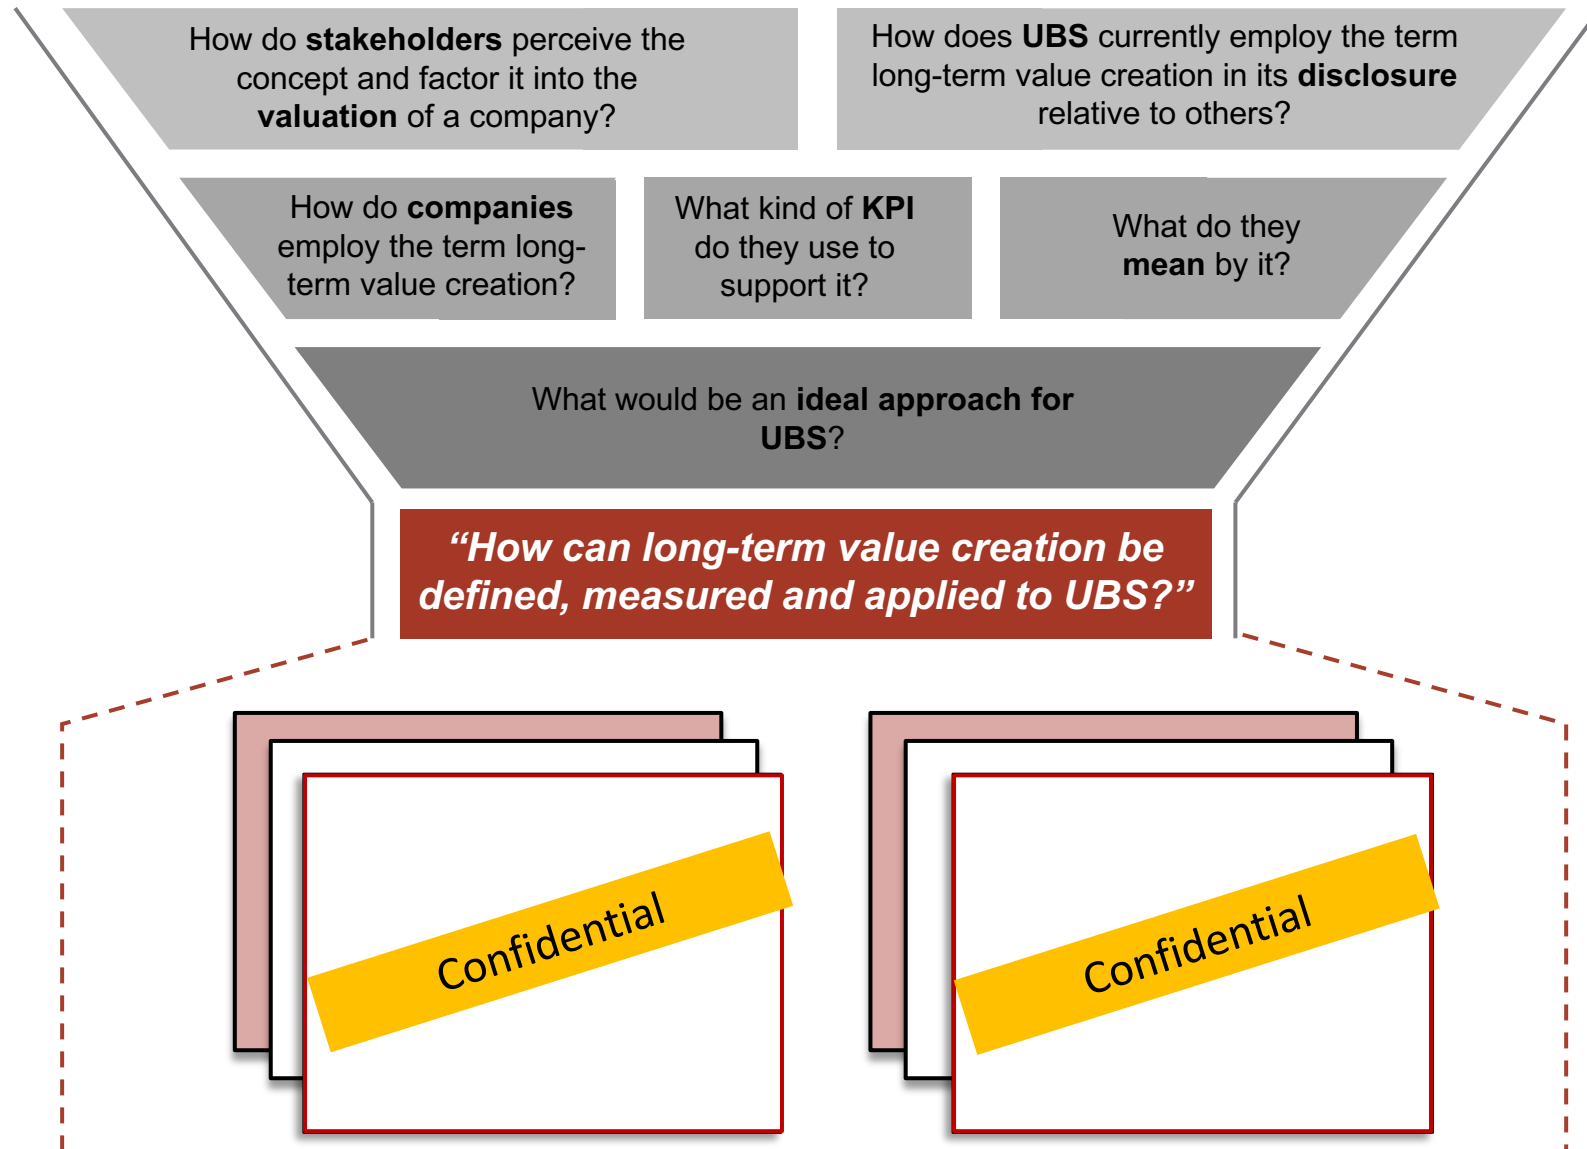 How do stakeholders perceive the
concept and factor it into the
valuation of a company?
How does UBS currently employ the term
long-term value creation in its disclosure
relative to others?
How do companies
employ the term long-
term value creation?
What kind of KPI
do they use to
support it?
What do they
mean by it?
What would be an ideal approach for
UBS?
“How can long-term value creation be
defined, measured and applied to UBS?”
Confidential
Confidential